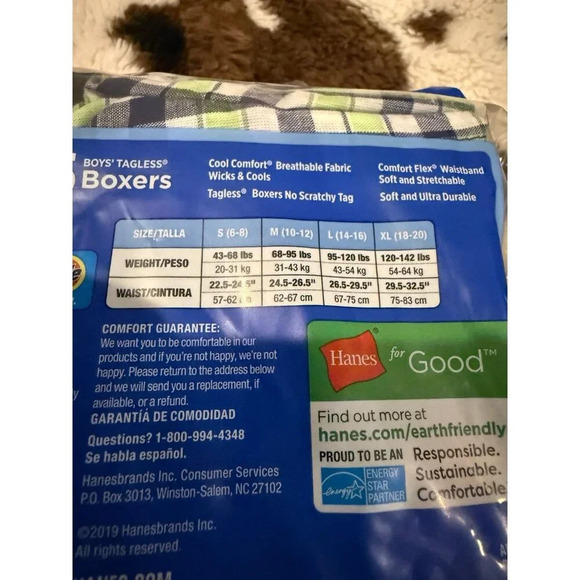 5 BOYS' TAGLESS®
Boxers
Cool Comfort® Breathable Fabric
Wicks & Cools
Tagless® Boxers No Scratchy Tag
Comfort Flex® Waistband
Soft and Stretchable
Soft and Ultra Durable
SIZE/TALLA S (6-8) M (10-12) L (14-16) XL (18-20)
WEIGHT/PESO 43-68 lbs 68-95 lbs 95-120 lbs 120-142 lbs
20-31 kg 31-43 kg 43-54 kg 54-64 kg
WAIST/CINTURA 22.5-24.5" 24.5-26.5" 26.5-29.5" 29.5-32.5"
57-62 62-67 cm 67-75 cm 75-83 cm
COMFORT GUARANTEE:
We want you to be comfortable in our
products and if you're not happy, we're not
happy. Please return to the address below
and we will send you a replacement, if
available, or a refund.
GARANTÍA DE COMODIDAD
Questions? 1-800-994-4348
Se habla español.
Hanesbrands Inc. Consumer Services
P.O. Box 3013, Winston-Salem, NC 27102
©2019 Hanesbrands Inc.
All rights reserved.
HANES.COM
Hanes® for Good™
Find out more at
hanes.com/earthfriendly
PROUD TO BE AN Responsible.
ENERGY Sustainable.
STAR
PARTNER Comfortable
energy